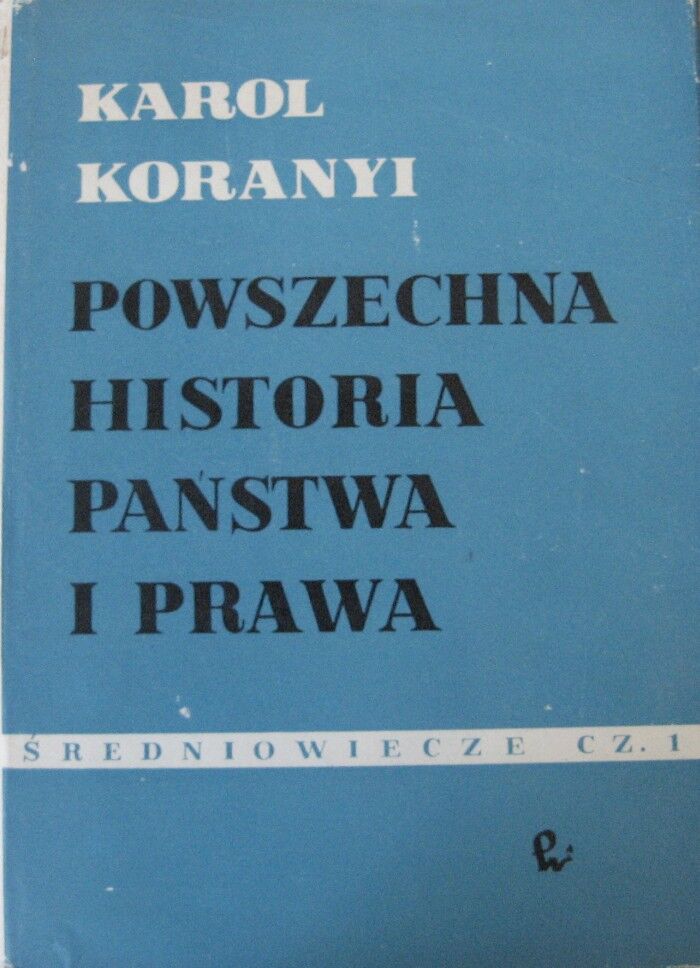 KAROL
KORANYI
POWSZECHNA
HISTORIA
PAŃSTWA
I PRAWA
ŚREDNIOWIECZE CZ. 1